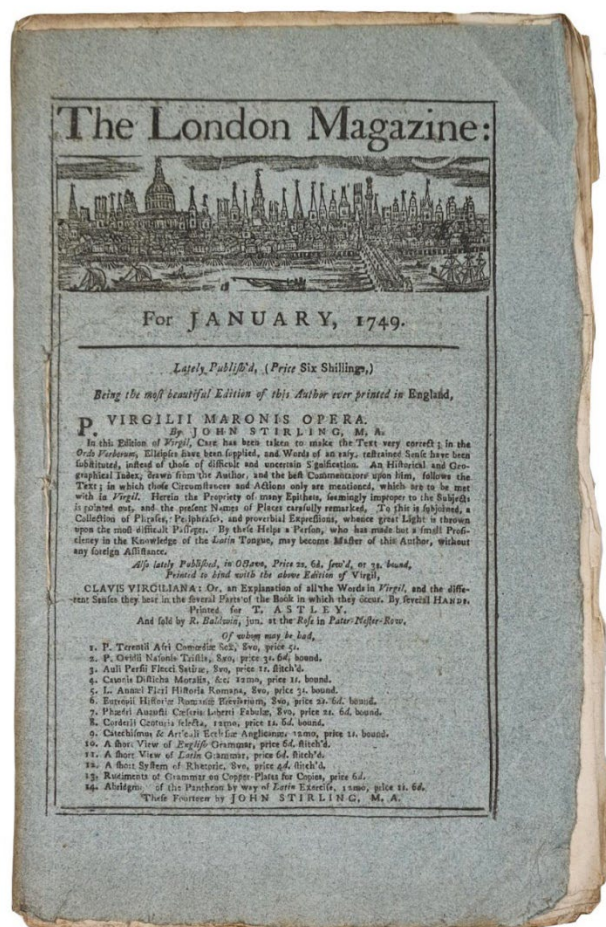 The London Magazine:
For JANUARY, 1749.
Lately Publish'd, (Price Six Shillings,)
Being the most beautiful Edition of this Author ever printed in England,
P. VIRGILII MARONIS OPERA.
By JOHN STIRLING, M. A.
In this Edition of Virgil, Care has been taken to make the Text very correct; in the
Ordo Verborum, Ellipses have been supplied, and Words of an easy, restrained Sense have been
substituted, instead of those of difficult and uncertain Signification. An Historical and Geo-
graphical Index, drawn from the Author, and the best Commentators upon him, follows the
Text; in which those Circumstances and Actions only are mentioned, which are to be met
with in Virgil. Herein the Propriety of many Epithets, seemingly improper to the Subjects
is pointed out, and the present Names of Places carefully remarked. To this is subjoined, a
Collection of Phrases, Periphrases, and proverbial Expressions, whence great Light is thrown
upon the most difficult Passages. By these Helps a Person, who has made but a small Profi-
ciency in the Knowledge of the Latin Tongue, may become Master of this Author, without
any foreign Assistance.
Also lately Published, in Octavo, Price 2s. 6d. sew'd, or 3s. bound,
Printed to bind with the above Edition of Virgil,
CLAVIS VIRGILIANA: Or, an Explanation of all the Words in Virgil, and the diffe-
rent Senses they bear in the several Parts of the Book in which they occur. By several HANDS.
Printed for T. ASTLEY.
And sold by R. Baldwin, jun. at the Rose in Pater-Noster-Row.
Of whom may be had,
1. P. Terentii Afri Comœdiæ Sex, 8vo, price 5s.
2. P. Ovidii Nasonis Tristia, 8vo, price 3s. 6d. bound.
3. Auli Persii Flacci Satiræ, 8vo, price 1s. stitch'd.
4. Catonis Disticha Moralia, &c. 12mo, price 1s. bound.
5. L. Annæi Flori Historia Romana, 8vo, price 3s. bound.
6. Eutropii Historiæ Romanæ Breviarium, 8vo, price 2s. 6d. bound.
7. Phædri Augusti Cæsaris Liberti Fabulæ, 8vo, price 2s. 6d. bound.
8. Corderii Centuria selecta, 12mo, price 1s. 6d. bound.
9. Catechismus & Articuli Ecclesiæ Anglicanæ, 12mo, price 1s. bound.
10. A short View of English Grammar, price 6d. stitch'd.
11. A short View of Latin Grammar, price 6d. stitch'd.
12. A short System of Rhetoric, 8vo, price 4d. stitch'd.
13. Rudiments of Grammar on Copper-Plates for Copies, price 6d.
14. Abridgm. of the Pantheon by way of Latin Exercise, 12mo, price 1s. 6d.
These Fourteen by JOHN STIRLING, M. A.